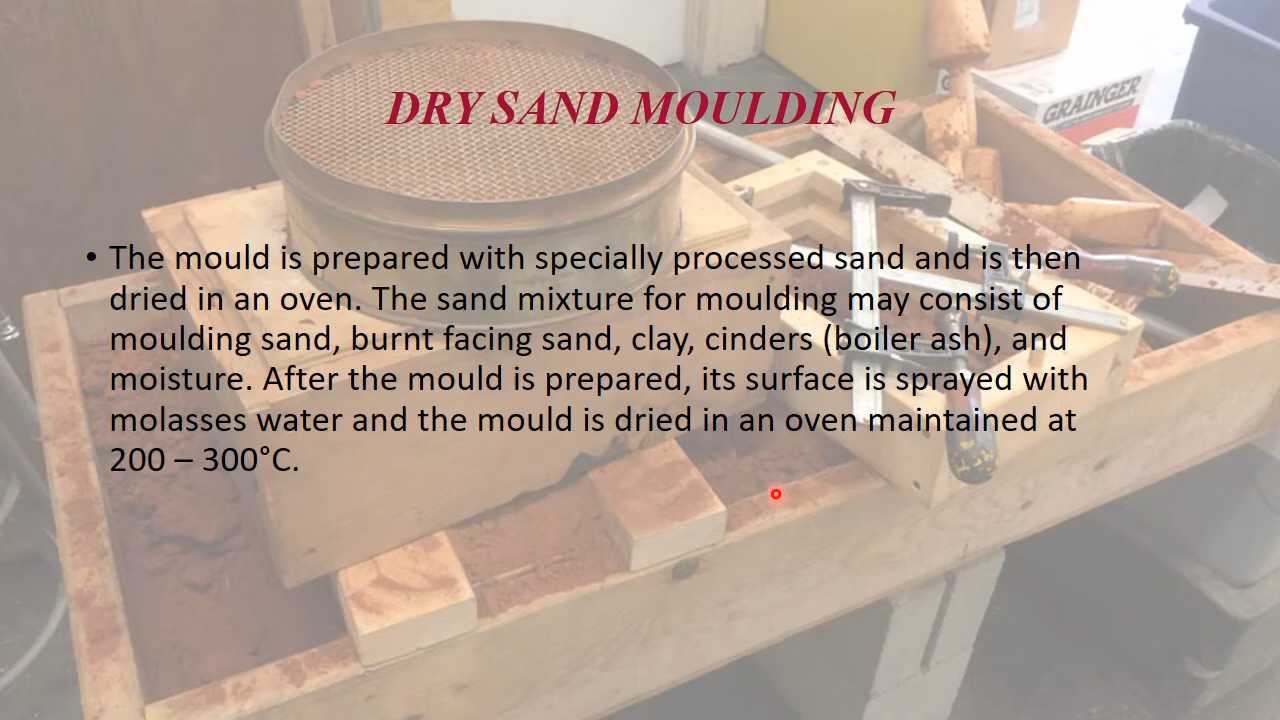 DRY SAND MOULDING
GRAINGER
• The mould is prepared with specially processed sand and is then
dried in an oven. The sand mixture for moulding may consist of
moulding sand, burnt facing sand, clay, cinders (boiler ash), and
moisture. After the mould is prepared, its surface is sprayed with
molasses water and the mould is dried in an oven maintained at
200 – 300°C.